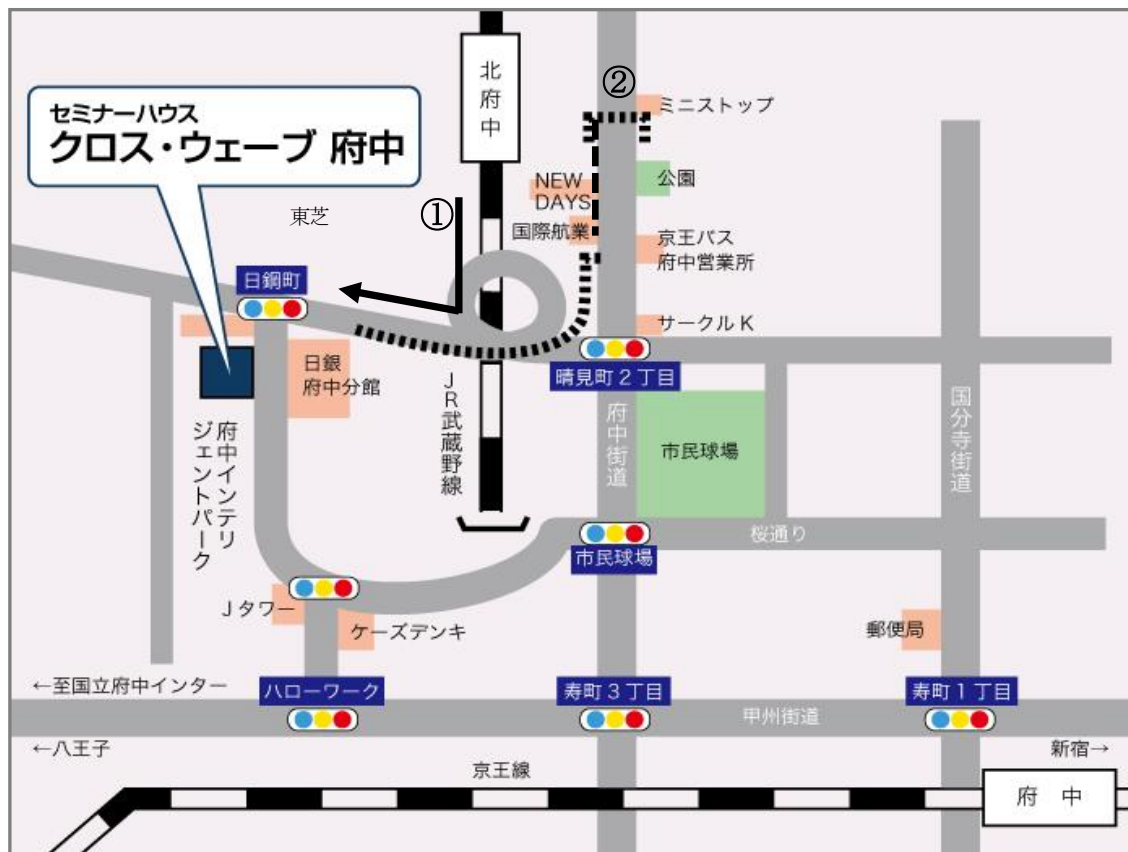 北府中
②
ミニストップ
セミナーハウス
クロス・ウェーブ 府中
NEW
DAYS
公園
東芝
①
国際航業
京王バス
府中営業所
日鋼町
サークルK
日銀
府中分館
晴見町2丁目
JR武蔵野線
府中街道
国分寺街道
市民球場
府中インテリ
ジェントパーク
桜通り
市民球場
Jタワー
ケーズデンキ
郵便局
←至国立府中インター
ハローワーク
寿町3丁目
寿町1丁目
甲州街道
←八王子
新宿→
京王線
府中